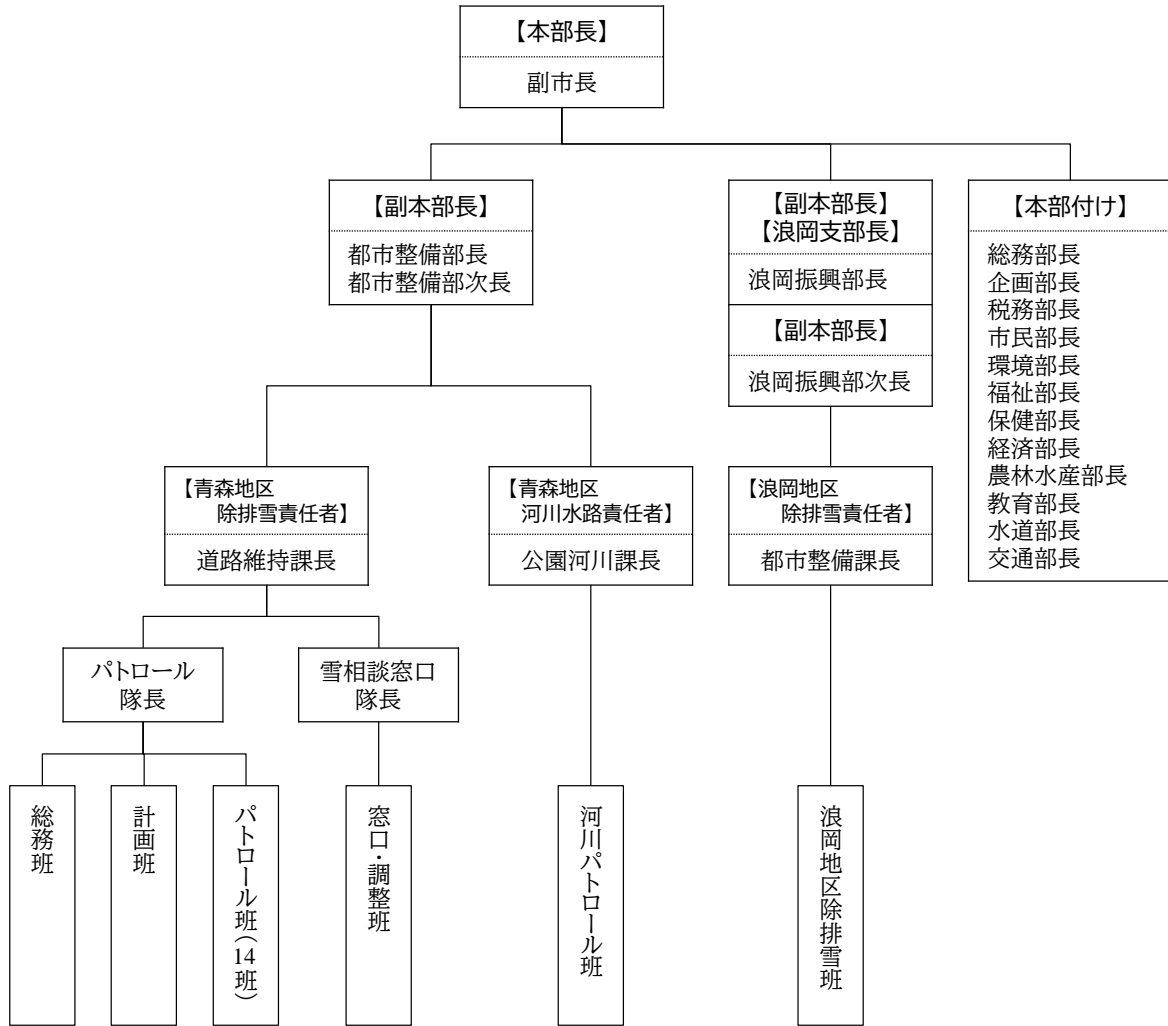 【本部長】
副市長
【副本部長】
都市整備部長
都市整備部次長
【副本部長】
【浪岡支部長】
浪岡振興部長
【副本部長】
浪岡振興部次長
【本部付け】
総務部長
企画部長
税務部長
市民部長
環境部長
福祉部長
保健部長
経済部長
農林水産部長
教育部長
水道部長
交通部長
【青森地区
除排雪責任者】
道路維持課長
【青森地区
河川水路責任者】
公園河川課長
【浪岡地区
除排雪責任者】
都市整備課長
パトロール
隊長
雪相談窓口
隊長
総務班
計画班
パトロール班（14班）
窓口・調整班
河川パトロール班
浪岡地区除排雪班